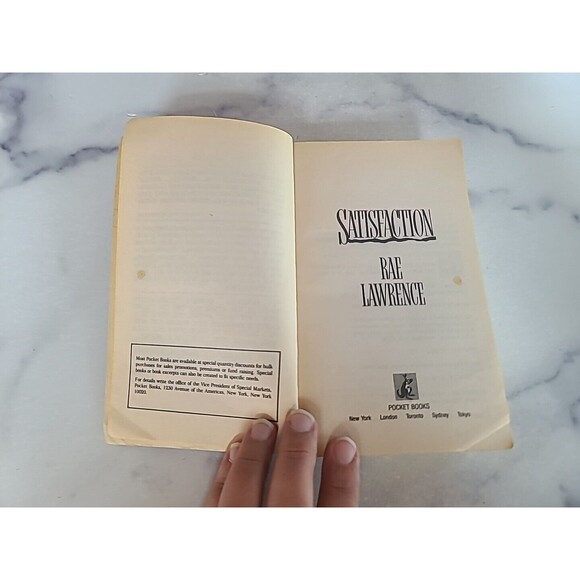 Most Pocket Books are available at special quantity discounts for bulk
purchases for sales promotions, premiums or fund raising. Special
books or book excerpts can also be created to fit specific needs.
For details write the office of the Vice President of Special Markets,
Pocket Books, 1230 Avenue of the Americas, New York, New York
10020.
SATISFACTION
RAE
LAWRENCE
POCKET BOOKS
New York London Toronto Sydney Tokyo